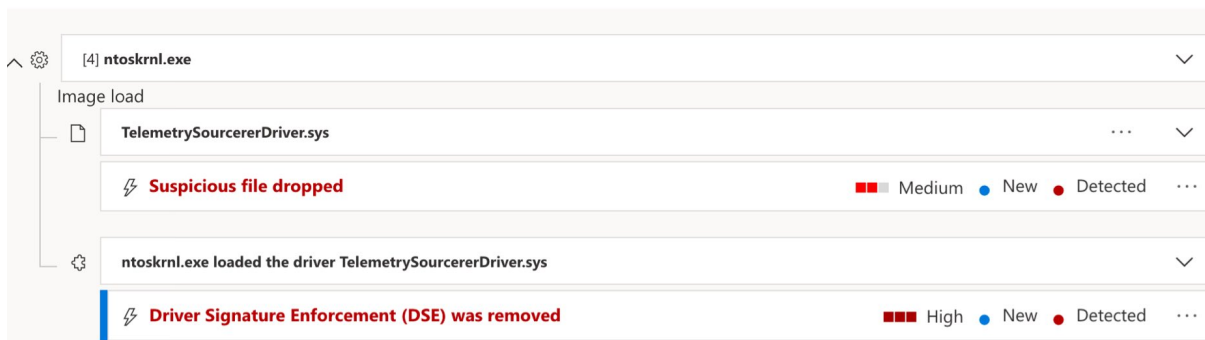 [4] ntoskrnl.exe
Image load
TelemetrySourcererDriver.sys
Suspicious file dropped Medium New Detected
ntoskrnl.exe loaded the driver TelemetrySourcererDriver.sys
Driver Signature Enforcement (DSE) was removed High New Detected